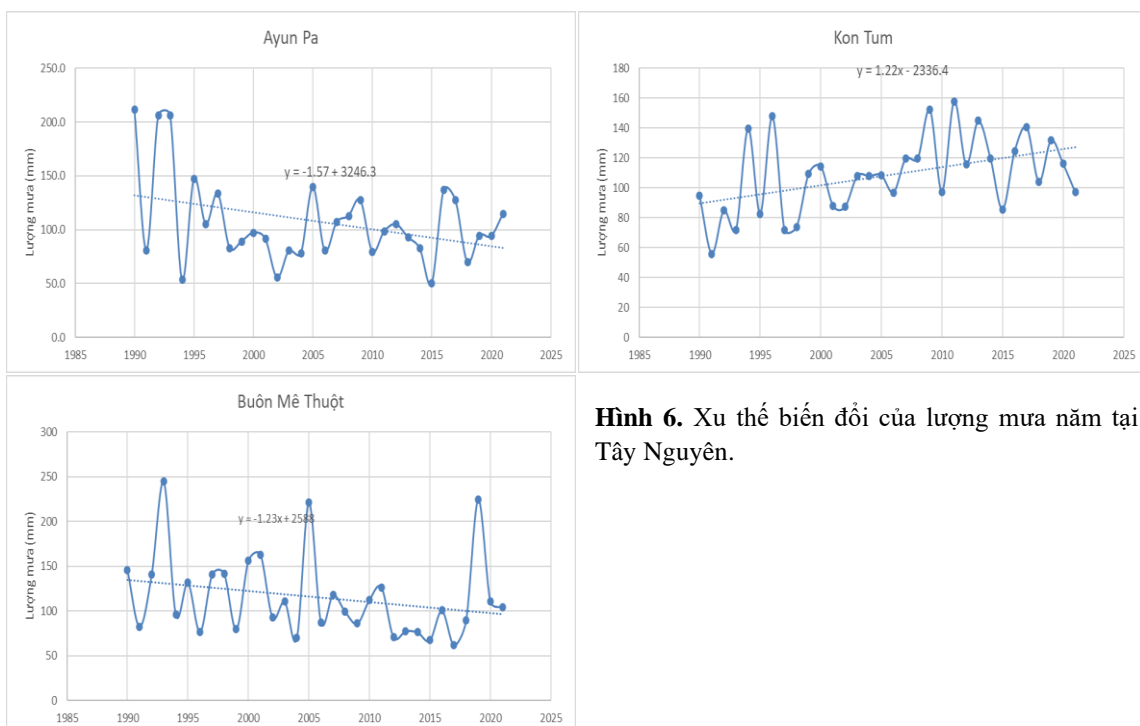 Ayun Pa
250.0
200.0
150.0
100.0
50.0
0.0
Lượng mưa (mm)
y = -1.57 + 3246.3
1985 1990 1995 2000 2005 2010 2015 2020 2025
Kon Tum
180
160
140
120
100
80
60
40
20
0
Lượng mưa (mm)
y = 1.22x - 2336.4
1985 1990 1995 2000 2005 2010 2015 2020 2025
Buôn Mê Thuột
300
250
200
150
100
50
0
Lượng mưa (mm)
y = -1.23x + 2588
1985 1990 1995 2000 2005 2010 2015 2020 2025
Hình 6. Xu thế biến đổi của lượng mưa năm tại
Tây Nguyên.